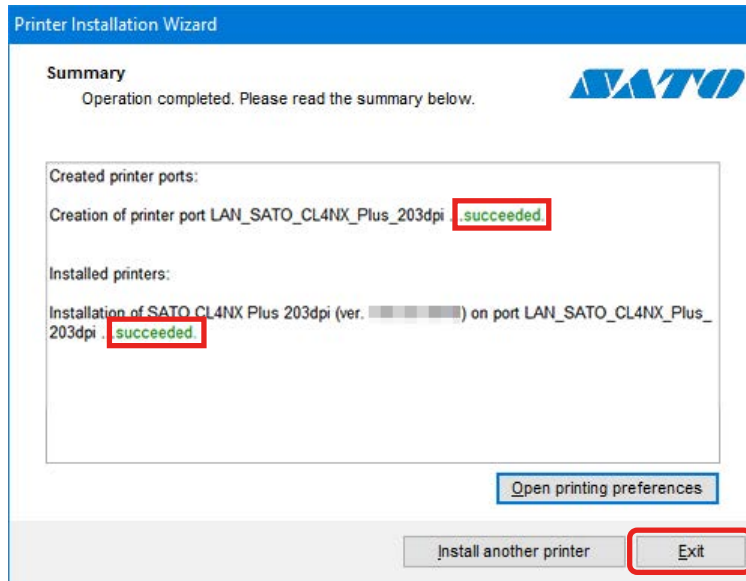 Printer Installation Wizard
Summary
Operation completed. Please read the summary below.
SATO
Created printer ports:
Creation of printer port LAN_SATO_CL4NX_Plus_203dpi ...succeeded.
Installed printers:
Installation of SATO CL4NX Plus 203dpi (ver. ) on port LAN_SATO_CL4NX_Plus_
203dpi ...succeeded.
Open printing preferences
Install another printer
Exit